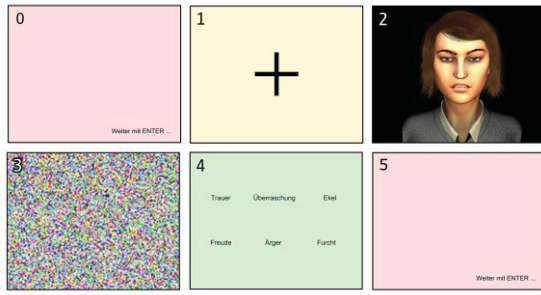 0
Weiter mit ENTER ...
1
2
3
4
Trauer Überraschung Ekel
Freude Ärger Furcht
5
Weiter mit ENTER ...